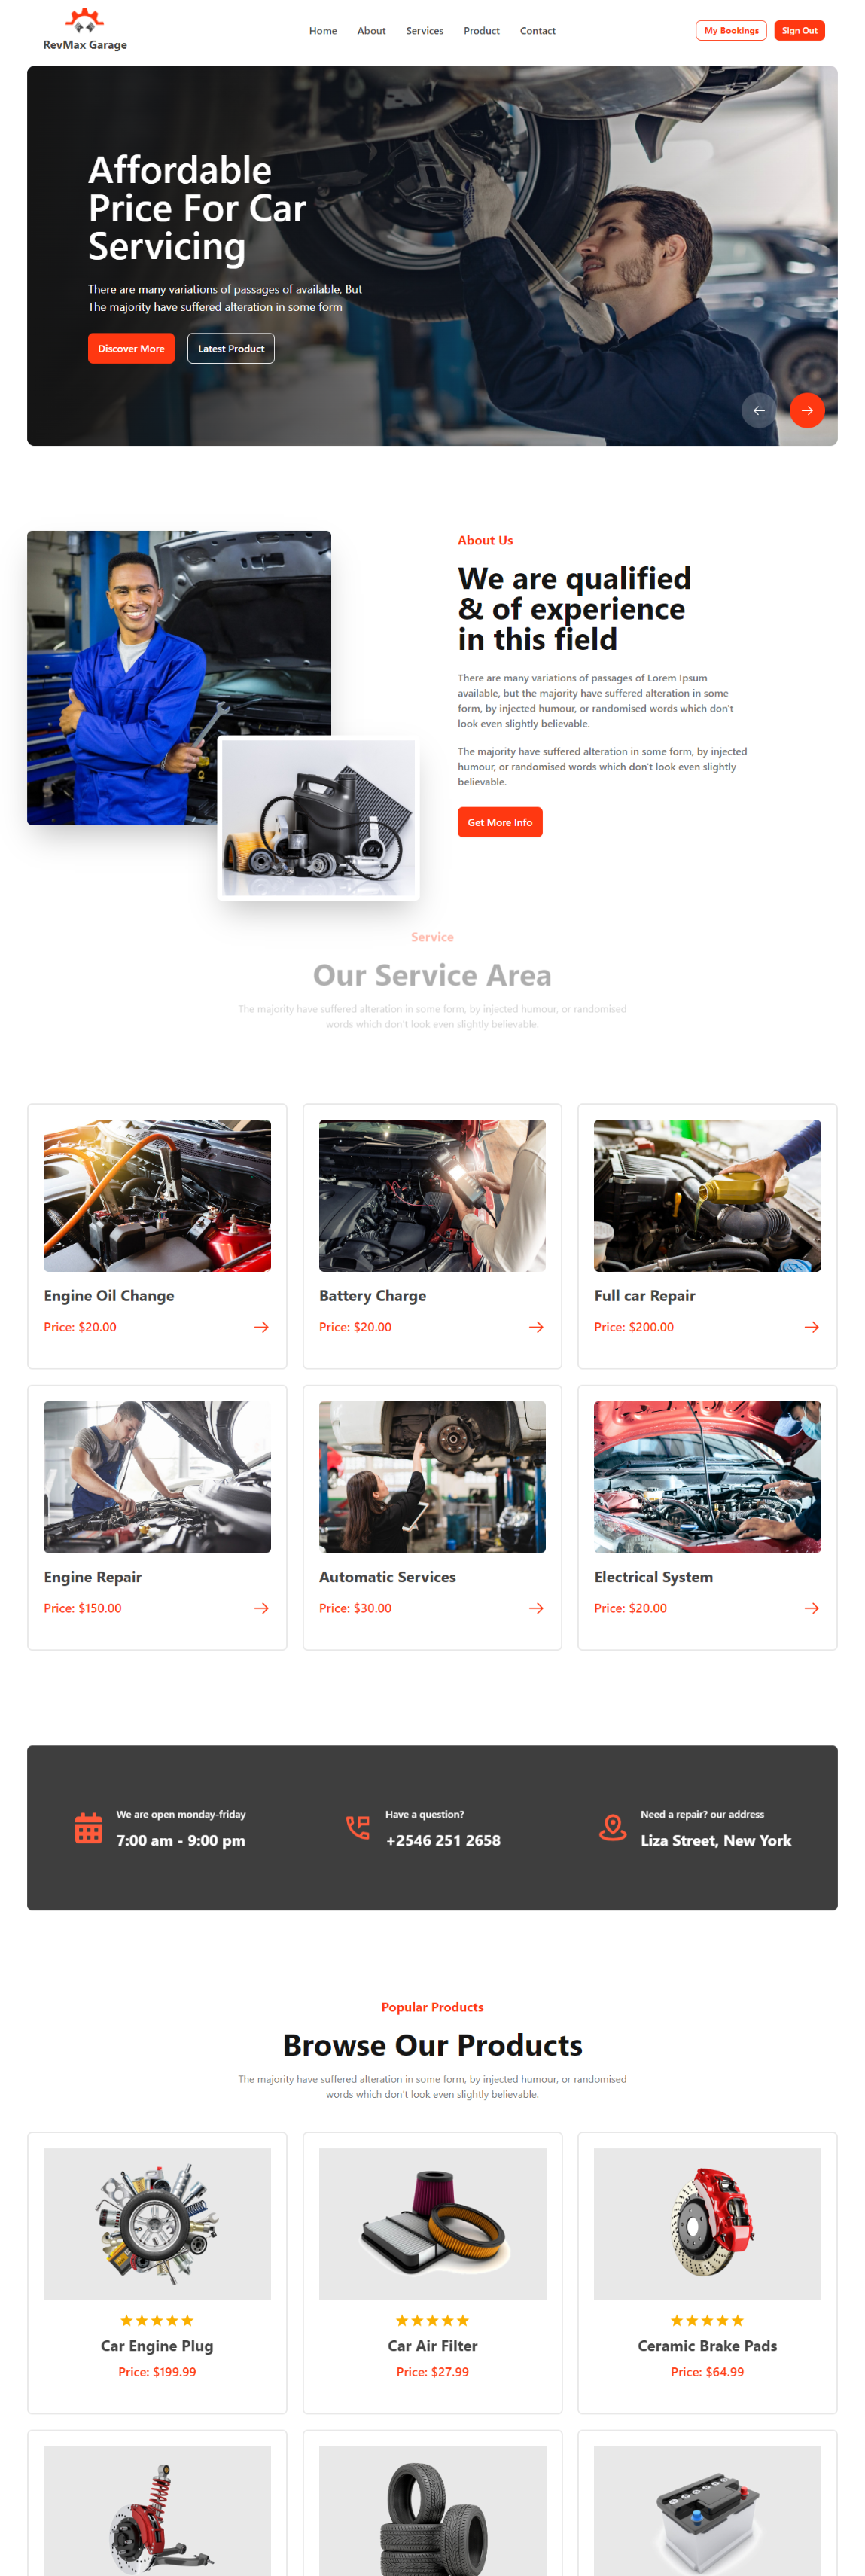 RevMax Garage
Home About Services Product Contact
My Bookings Sign Out
Affordable
Price For Car
Servicing
There are many variations of passages of available, But
The majority have suffered alteration in some form
Discover More Latest Product
About Us
We are qualified
& of experience
in this field
There are many variations of passages of Lorem Ipsum
available, but the majority have suffered alteration in some
form, by injected humour, or randomised words which don't
look even slightly believable.
The majority have suffered alteration in some form, by injected
humour, or randomised words which don't look even slightly
believable.
Get More Info
Service
Our Service Area
The majority have suffered alteration in some form, by injected humour, or randomised
words which don't look even slightly believable.
Engine Oil Change
Price: $20.00
Battery Charge
Price: $20.00
Full car Repair
Price: $200.00
Engine Repair
Price: $150.00
Automatic Services
Price: $30.00
Electrical System
Price: $20.00
We are open monday-friday
7:00 am - 9:00 pm
Have a question?
+2546 251 2658
Need a repair? our address
Liza Street, New York
Popular Products
Browse Our Products
The majority have suffered alteration in some form, by injected humour, or randomised
words which don't look even slightly believable.
Car Engine Plug
Price: $199.99
Car Air Filter
Price: $27.99
Ceramic Brake Pads
Price: $64.99